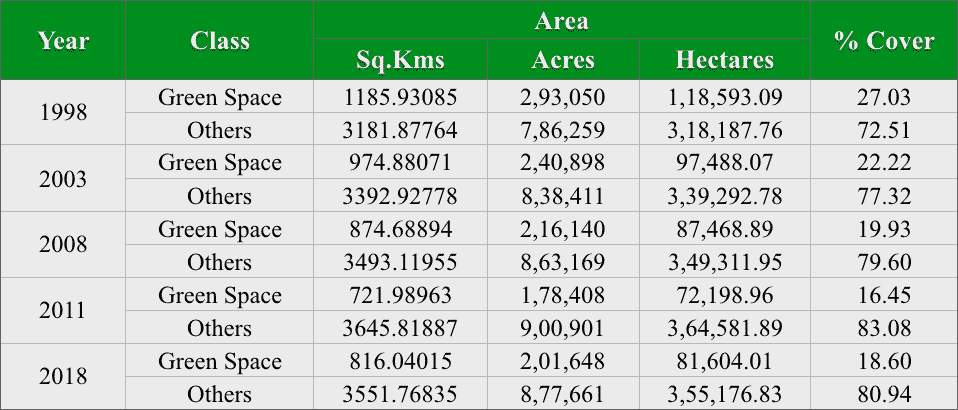 Year Class Area % Cover
Sq.Kms Acres Hectares
1998 Green Space 1185.93085 2,93,050 1,18,593.09 27.03
Others 3181.87764 7,86,259 3,18,187.76 72.51
2003 Green Space 974.88071 2,40,898 97,488.07 22.22
Others 3392.92778 8,38,411 3,39,292.78 77.32
2008 Green Space 874.68894 2,16,140 87,468.89 19.93
Others 3493.11955 8,63,169 3,49,311.95 79.60
2011 Green Space 721.98963 1,78,408 72,198.96 16.45
Others 3645.81887 9,00,901 3,64,581.89 83.08
2018 Green Space 816.04015 2,01,648 81,604.01 18.60
Others 3551.76835 8,77,661 3,55,176.83 80.94